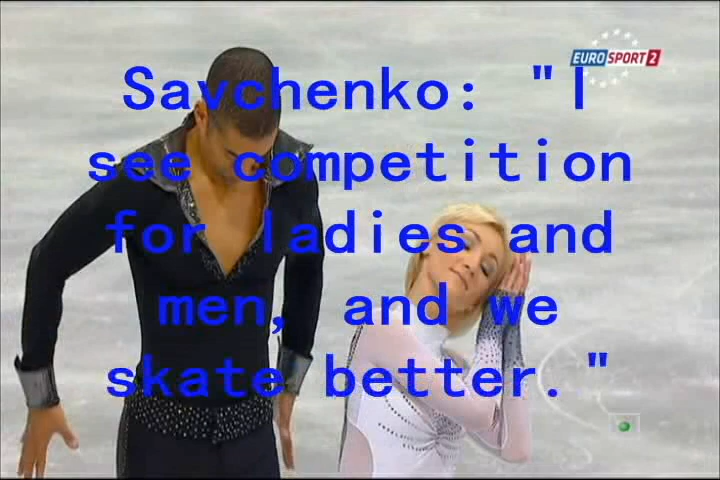 EUROSPORT 2
Savchenko: "I
see competition
for ladies and
men, and we
skate better."